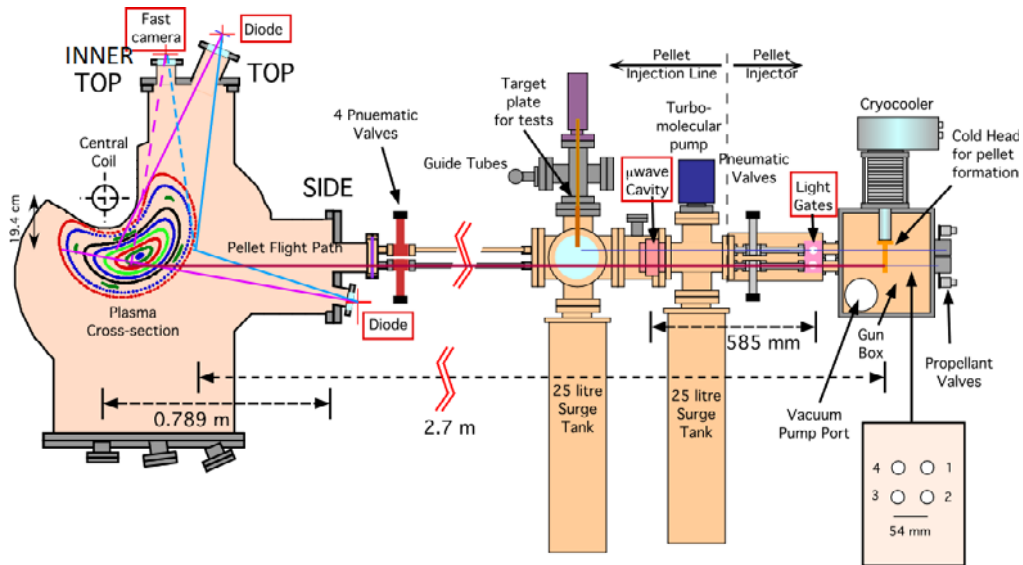 Fast
camera
Diode
INNER
TOP
TOP
Central
Coil
19.4 cm
4 Pnuematic
Valves
SIDE
Pellet Flight Path
Plasma
Cross-section
Diode
0.789 m
2.7 m
Pellet
Injection Line
Pellet
Injector
Target
plate
for tests
Turbo-
molecular
pump
Guide Tubes
μwave
Cavity
Pneumatic
Valves
Light
Gates
Cryocooler
Cold Head
for pellet
formation
585 mm
Gun
Box
Propellant
Valves
Vacuum
Pump Port
25 litre
Surge
Tank
25 litre
Surge
Tank
4 1
3 2
54 mm